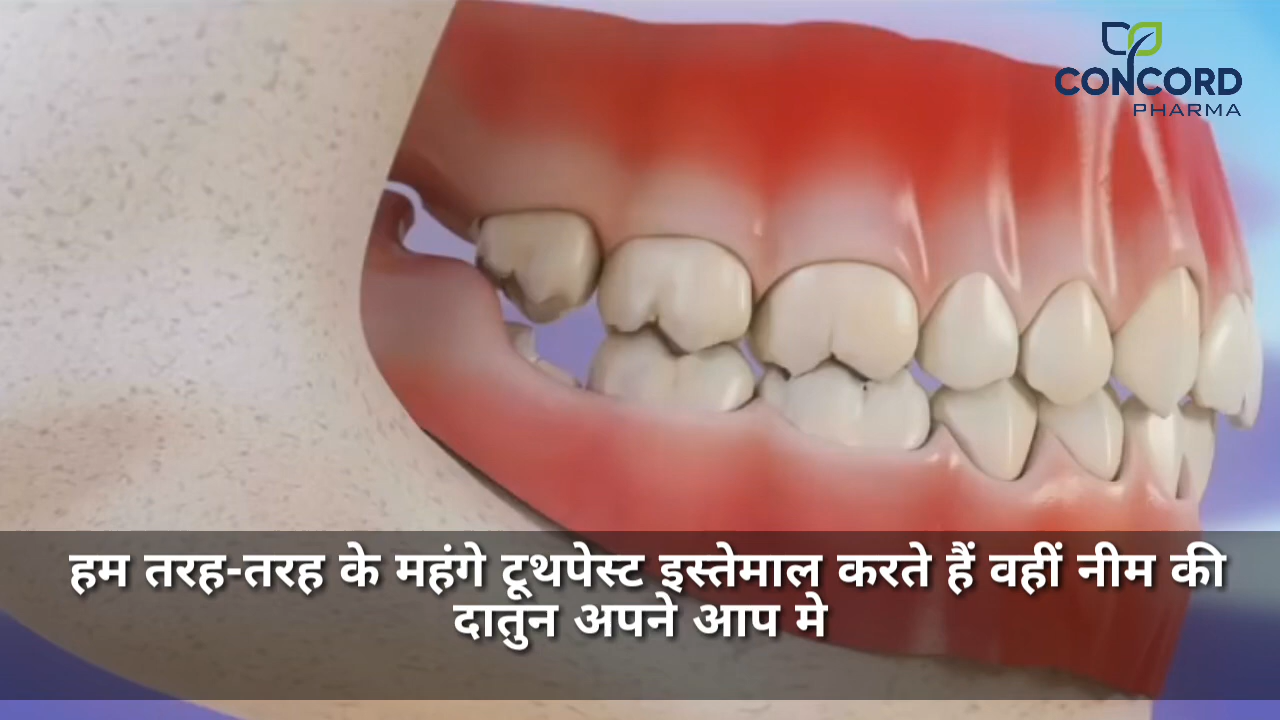 CONCORD
PHARMA
हम तरह-तरह के महंगे टूथपेस्ट इस्तेमाल करते हैं वहीं नीम की
दातुन अपने आप मे